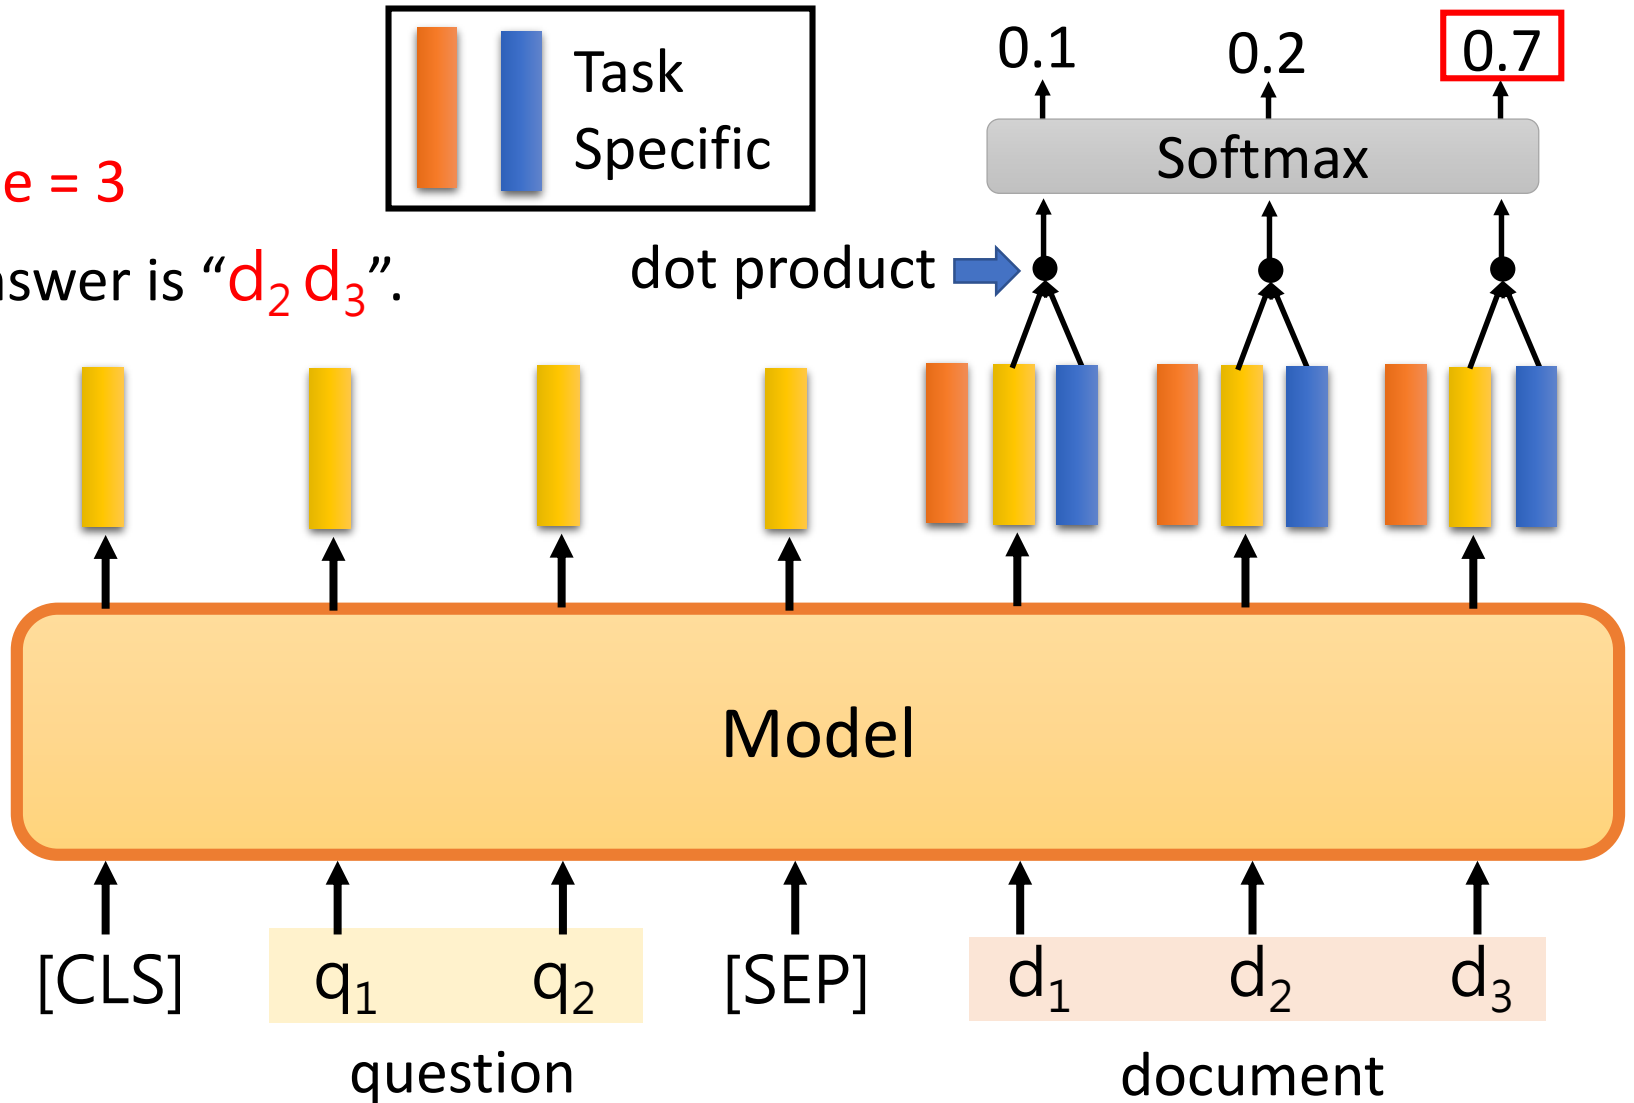 Task
Specific
0.1 0.2 0.7
Softmax
e = 3
dot product
nswer is “d₂ d₃”.
Model
[CLS] q₁ q₂ [SEP] d₁ d₂ d₃
question document